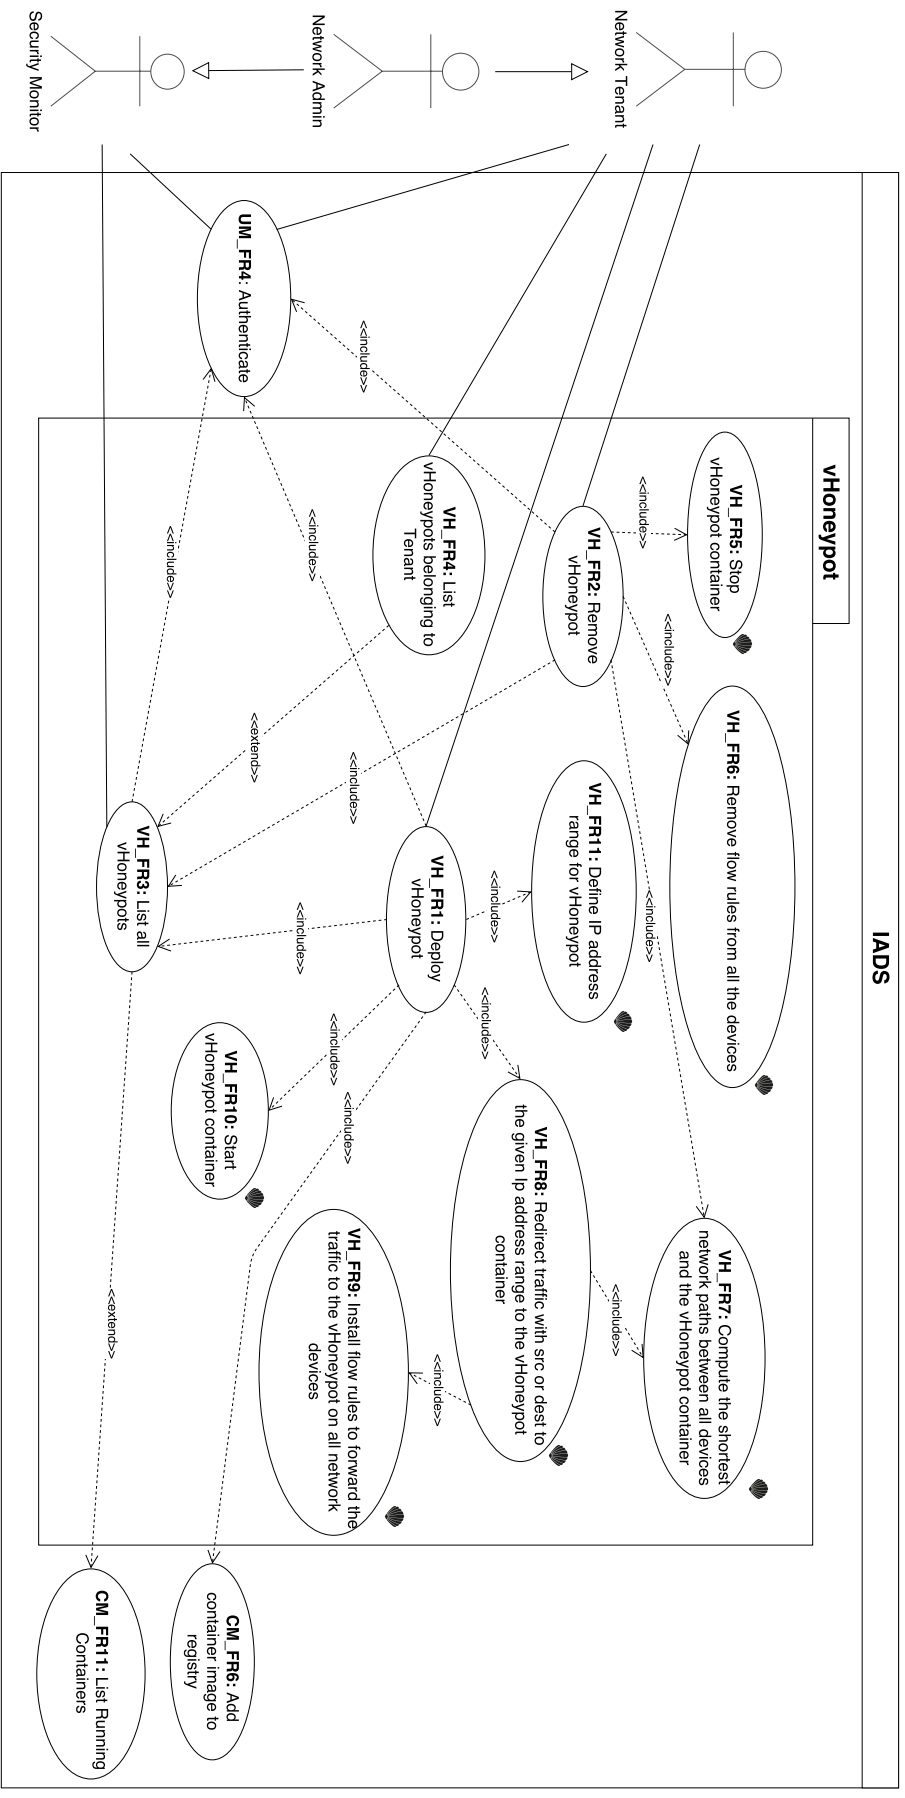 IADS
vHoneypot
Network Tenant
Network Admin
Security Monitor
VH_FR5: Stop
vHoneypot container
VH_FR6: Remove flow rules from all the devices
VH_FR7: Compute the shortest
network paths between all devices
and the vHoneypot container
<<include>>
<<include>>
<<include>>
<<include>>
VH_FR2: Remove
vHoneypot
VH_FR11: Define IP address
range for vHoneypot
VH_FR8: Redirect traffic with src or dest to
the given Ip address range to the vHoneypot
container
<<include>>
<<include>>
<<include>>
VH_FR4: List
vHoneypots belonging to
Tenant
VH_FR1: Deploy
vHoneypot
<<include>>
<<include>>
<<include>>
<<include>>
<<include>>
<<include>>
VH_FR9: Install flow rules to forward the
traffic to the vHoneypot on all network
devices
UM_FR4: Authenticate
<<extend>>
<<include>>
VH_FR10: Start
vHoneypot container
CM_FR6: Add
container image to
registry
<<include>>
VH_FR3: List all
vHoneypots
<<extend>>
CM_FR11: List Running
Containers